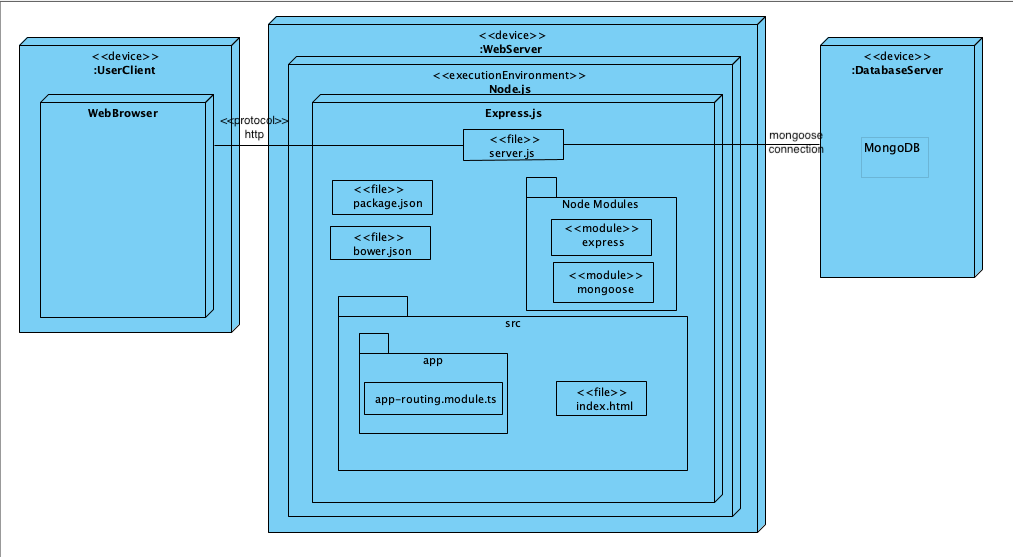 <<device>>
:UserClient
WebBrowser
<<protocol>>
http
<<device>>
:WebServer
<<executionEnvironment>>
Node.js
Express.js
<<file>>
server.js
<<file>>
package.json
<<file>>
bower.json
Node Modules
<<module>>
express
<<module>>
mongoose
src
app
app-routing.module.ts
<<file>>
index.html
mongoose
connection
<<device>>
:DatabaseServer
MongoDB